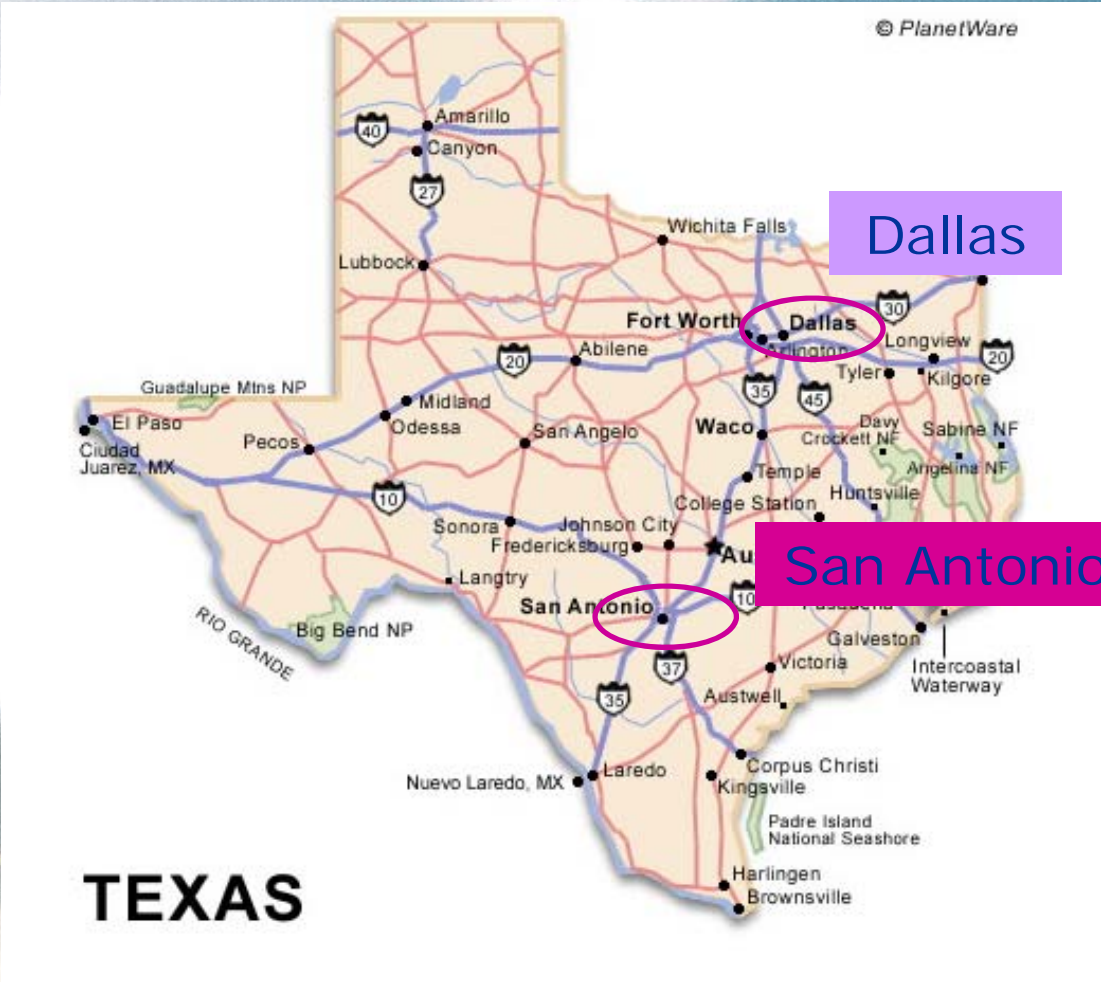 © PlanetWare
Amarillo
40
Canyon
27
Wichita Falls
Dallas
Lubbock
30
Fort Worth
Dallas
Arlington
Longview
20
Abilene
20
Tyler
Kilgore
Guadalupe Mtns NP
35
45
Midland
El Paso
Odessa
San Angelo
Waco
Davy
Crockett NF
Sabine NF
Ciudad
Juarez, MX
Pecos
Temple
Angelina NF
10
College Station
Huntsville
Sonora
Johnson City
Fredericksburg
Au
San Antonio
Langtry
San Antonio
10
Pasadena
RIO GRANDE
Big Bend NP
Galveston
37
Victoria
Intercoastal
Waterway
35
Austwell
Nuevo Laredo, MX
Laredo
Corpus Christi
Kingsville
Padre Island
National Seashore
Harlingen
Brownsville
TEXAS